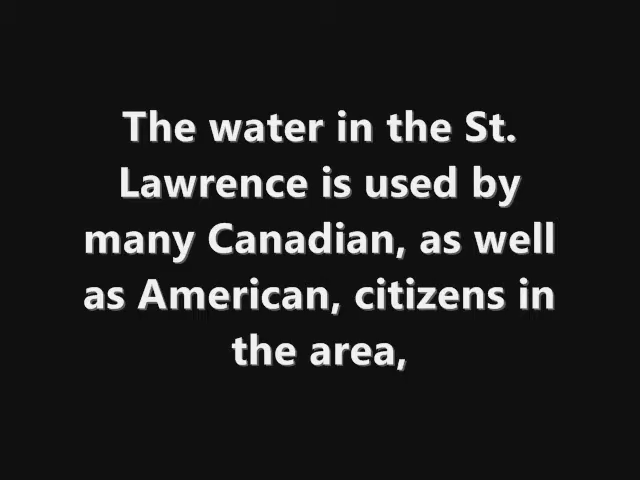 The water in the St.
Lawrence is used by
many Canadian, as well
as American, citizens in
the area,